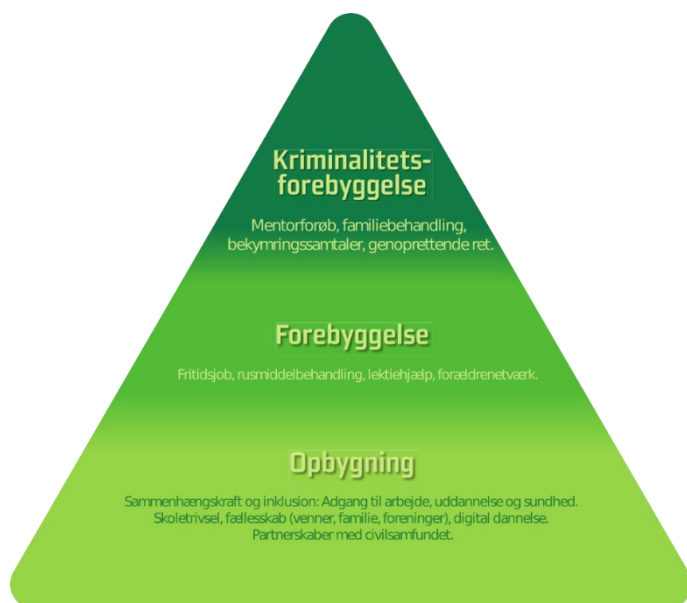 Kriminalitets-
forebyggelse
Mentorforøb, familiebehandling,
bekymringssamtaler, genoprettende ret.
Forebyggelse
Fritidsjob, rusmiddelbehandling, lektiehjælp, forældrenetværk.
Opbygning
Sammenhængskraft og inklusion: Adgang til arbejde, uddannelse og sundhed.
Skoletrivsel, fællesskab (venner, familie, foreninger), digital dannelse.
Partnerskaber med civilsamfundet.